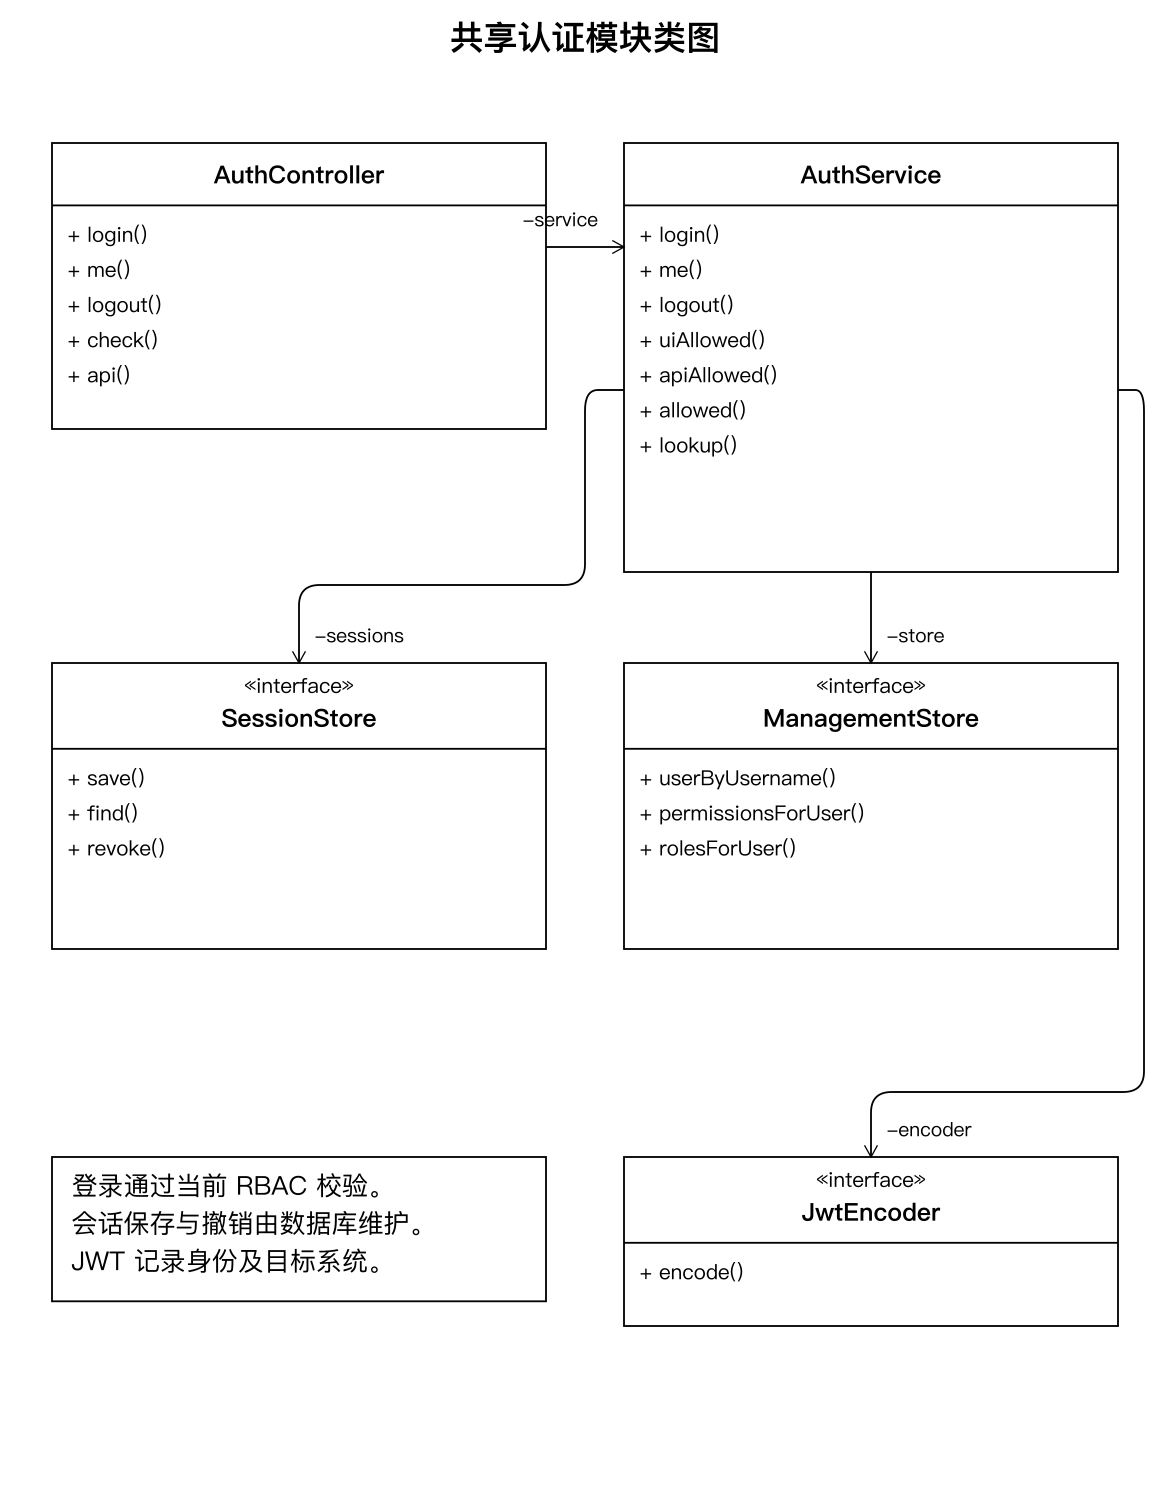 共享认证模块类图
AuthController
+ login()
+ me()
+ logout()
+ check()
+ api()
–service
AuthService
+ login()
+ me()
+ logout()
+ uiAllowed()
+ apiAllowed()
+ allowed()
+ lookup()
–sessions
–store
«interface»
SessionStore
+ save()
+ find()
+ revoke()
«interface»
ManagementStore
+ userByUsername()
+ permissionsForUser()
+ rolesForUser()
–encoder
登录通过当前 RBAC 校验。
会话保存与撤销由数据库维护。
JWT 记录身份及目标系统。
«interface»
JwtEncoder
+ encode()